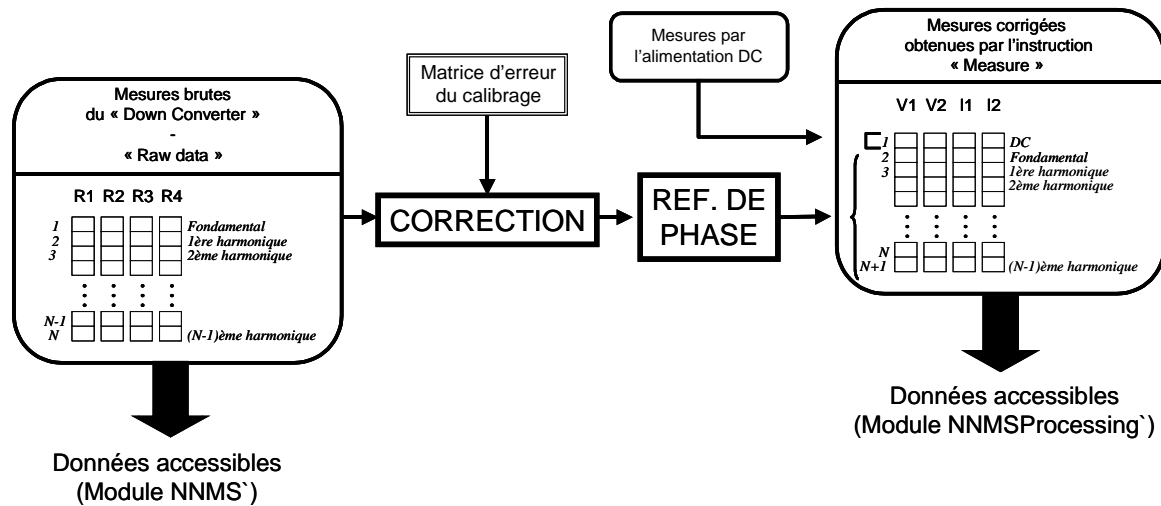 Mesures brutes
du « Down Converter »
-
« Raw data »
R1 R2 R3 R4
1 Fondamental
2 1ère harmonique
3 2ème harmonique
N-1
N (N-1)ème harmonique
Données accessibles
(Module NNMS`)
Matrice d'erreur
du calibrage
CORRECTION
REF. DE
PHASE
Mesures par
l'alimentation DC
Mesures corrigées
obtenues par l'instruction
« Measure »
V1 V2 I1 I2
1 DC
2 Fondamental
3 1ère harmonique
2ème harmonique
N
N+1 (N-1)ème harmonique
Données accessibles
(Module NNMSProcessing`)